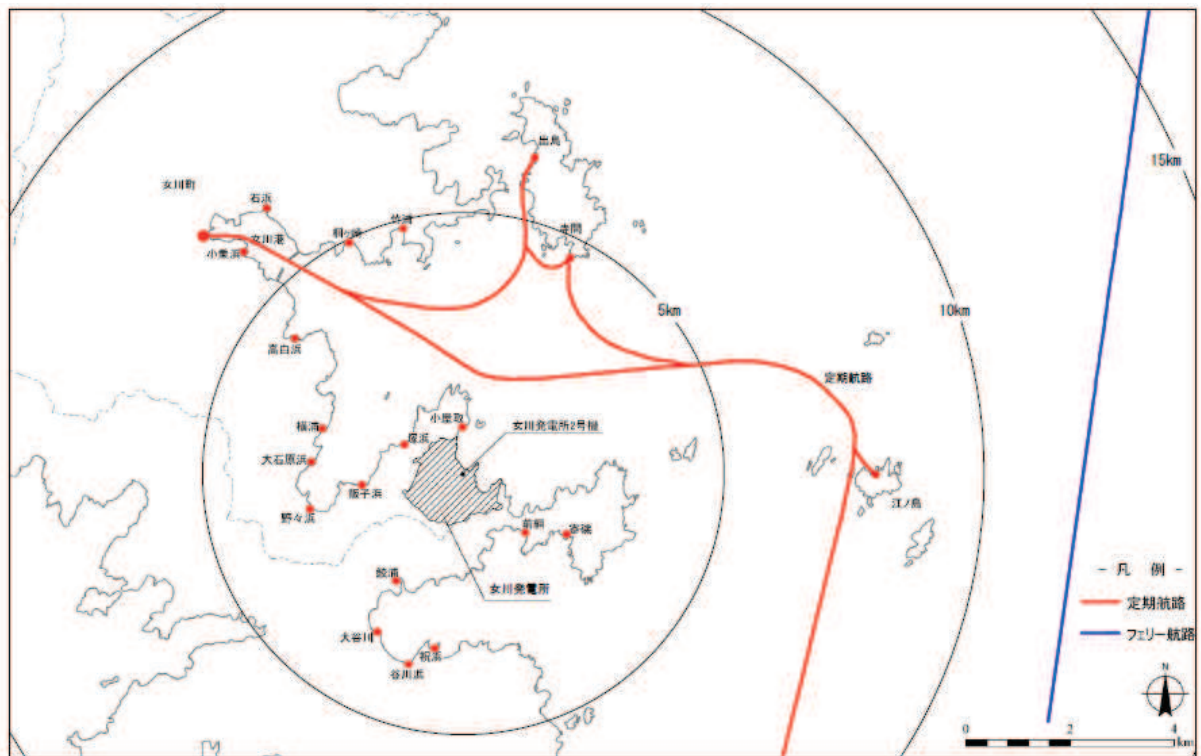 出島
15km
女川町
石浜
竹浦
桐ヶ崎
寺間
女川港
小乗浜
5km
10km
高白浜
定期航路
小屋取
女川発電所2号機
横浦
屋浜
大石原浜
飯子浜
江ノ島
野々浜
前網
寄磯
- 凡 例 -
鮫浦
女川発電所
定期航路
大谷川
フェリー航路
祝浜
谷川浜
N
0 2 4
km